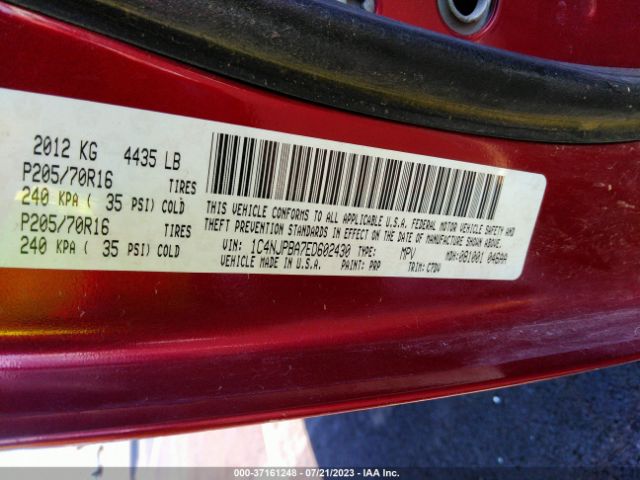 2012 KG 4435 LB
P205/70R16 TIRES
240 KPA ( 35 PSI) COLD
P205/70R16 TIRES
240 KPA ( 35 PSI) COLD
THIS VEHICLE CONFORMS TO ALL APPLICABLE U.S.A. FEDERAL MOTOR VEHICLE SAFETY AND
THEFT PREVENTION STANDARDS IN EFFECT ON THE DATE OF MANUFACTURE SHOWN ABOVE.
VIN: 1C4NJPBA7ED602430 TYPE: MPV MDH: 081001 04BAA
VEHICLE MADE IN U.S.A. PAINT: PRP TRIM: C7DV
000-37161248 - 07/21/2023 - IAA Inc.